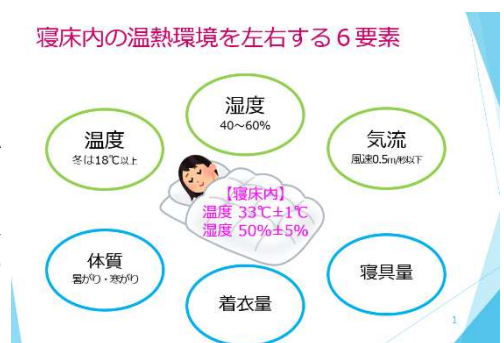 寝床内の温熱環境を左右する６要素
湿度
40～60%
温度
冬は18℃以上
気流
風速0.5m/秒以下
【寝床内】
温度 33℃±1℃
湿度 50%±5%
体質
暑がり・寒がり
着衣量
寝具量
1